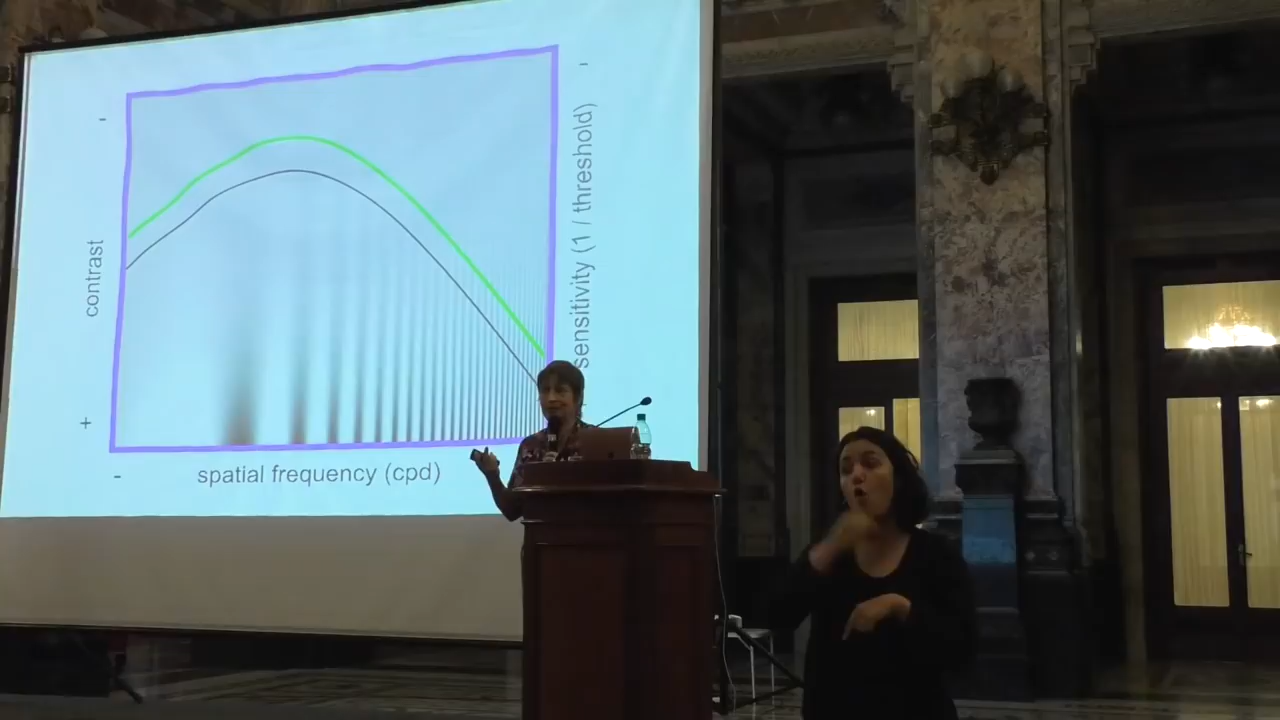 -
contrast
+
-
sensitivity (1 / threshold)
-
spatial frequency (cpd)